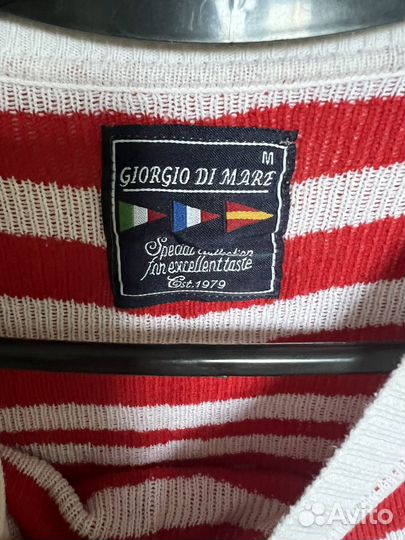 M
GIORGIO DI MARE
Special Collection
for excellent taste
Est. 1979
Avito